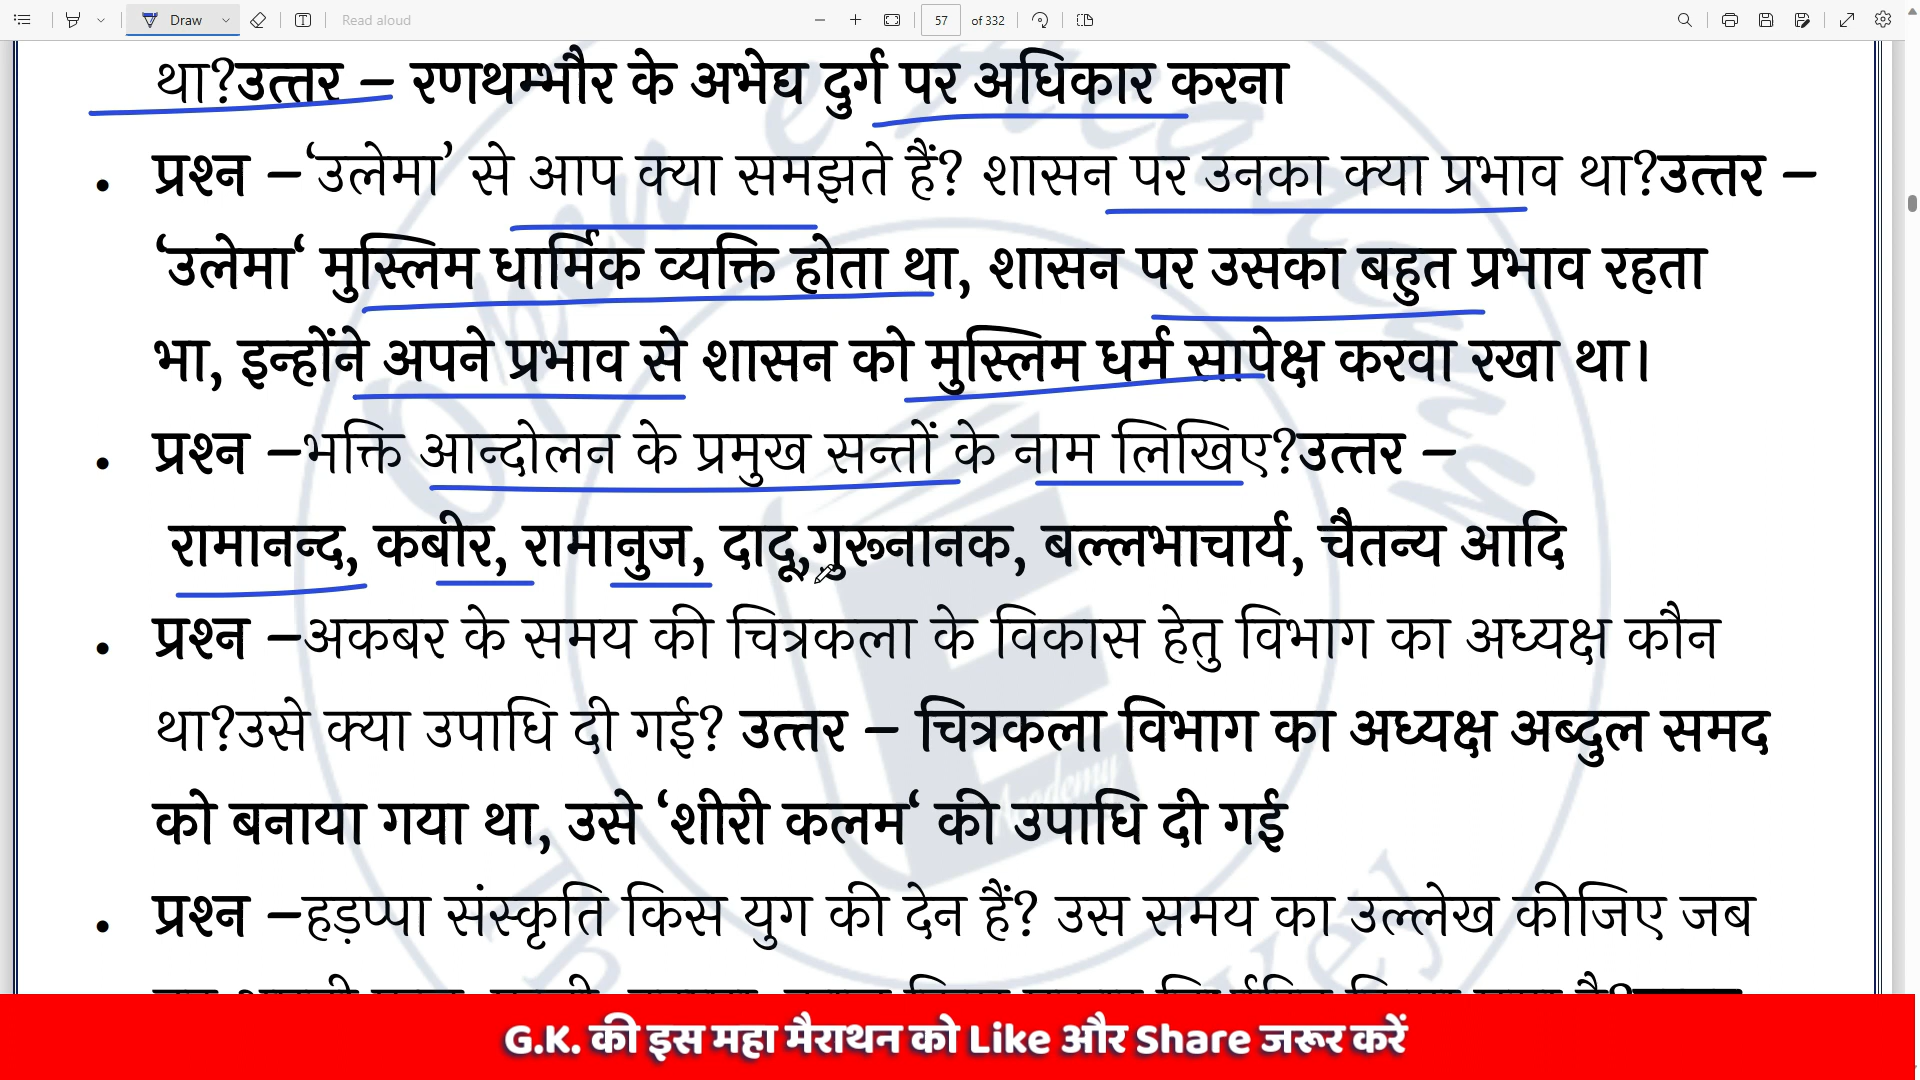 Draw
Read aloud
57 of 332
था?उत्तर – रणथम्भौर के अभेद्य दुर्ग पर अधिकार करना
• प्रश्न –‘उलेमा’ से आप क्या समझते हैं? शासन पर उनका क्या प्रभाव था?उत्तर –
‘उलेमा‘ मुस्लिम धार्मिक व्यक्ति होता था, शासन पर उसका बहुत प्रभाव रहता
भा, इन्होंने अपने प्रभाव से शासन को मुस्लिम धर्म सापेक्ष करवा रखा था।
• प्रश्न –भक्ति आन्दोलन के प्रमुख सन्तों के नाम लिखिए?उत्तर –
रामानन्द, कबीर, रामानुज, दादू,गुरूनानक, बल्लभाचार्य, चैतन्य आदि
• प्रश्न –अकबर के समय की चित्रकला के विकास हेतु विभाग का अध्यक्ष कौन
था?उसे क्या उपाधि दी गई? उत्तर – चित्रकला विभाग का अध्यक्ष अब्दुल समद
को बनाया गया था, उसे ‘शीरी कलम‘ की उपाधि दी गई
• प्रश्न –हड़प्पा संस्कृति किस युग की देन हैं? उस समय का उल्लेख कीजिए जब
Academy
G.K. की इस महा मैराथन को Like और Share जरूर करें